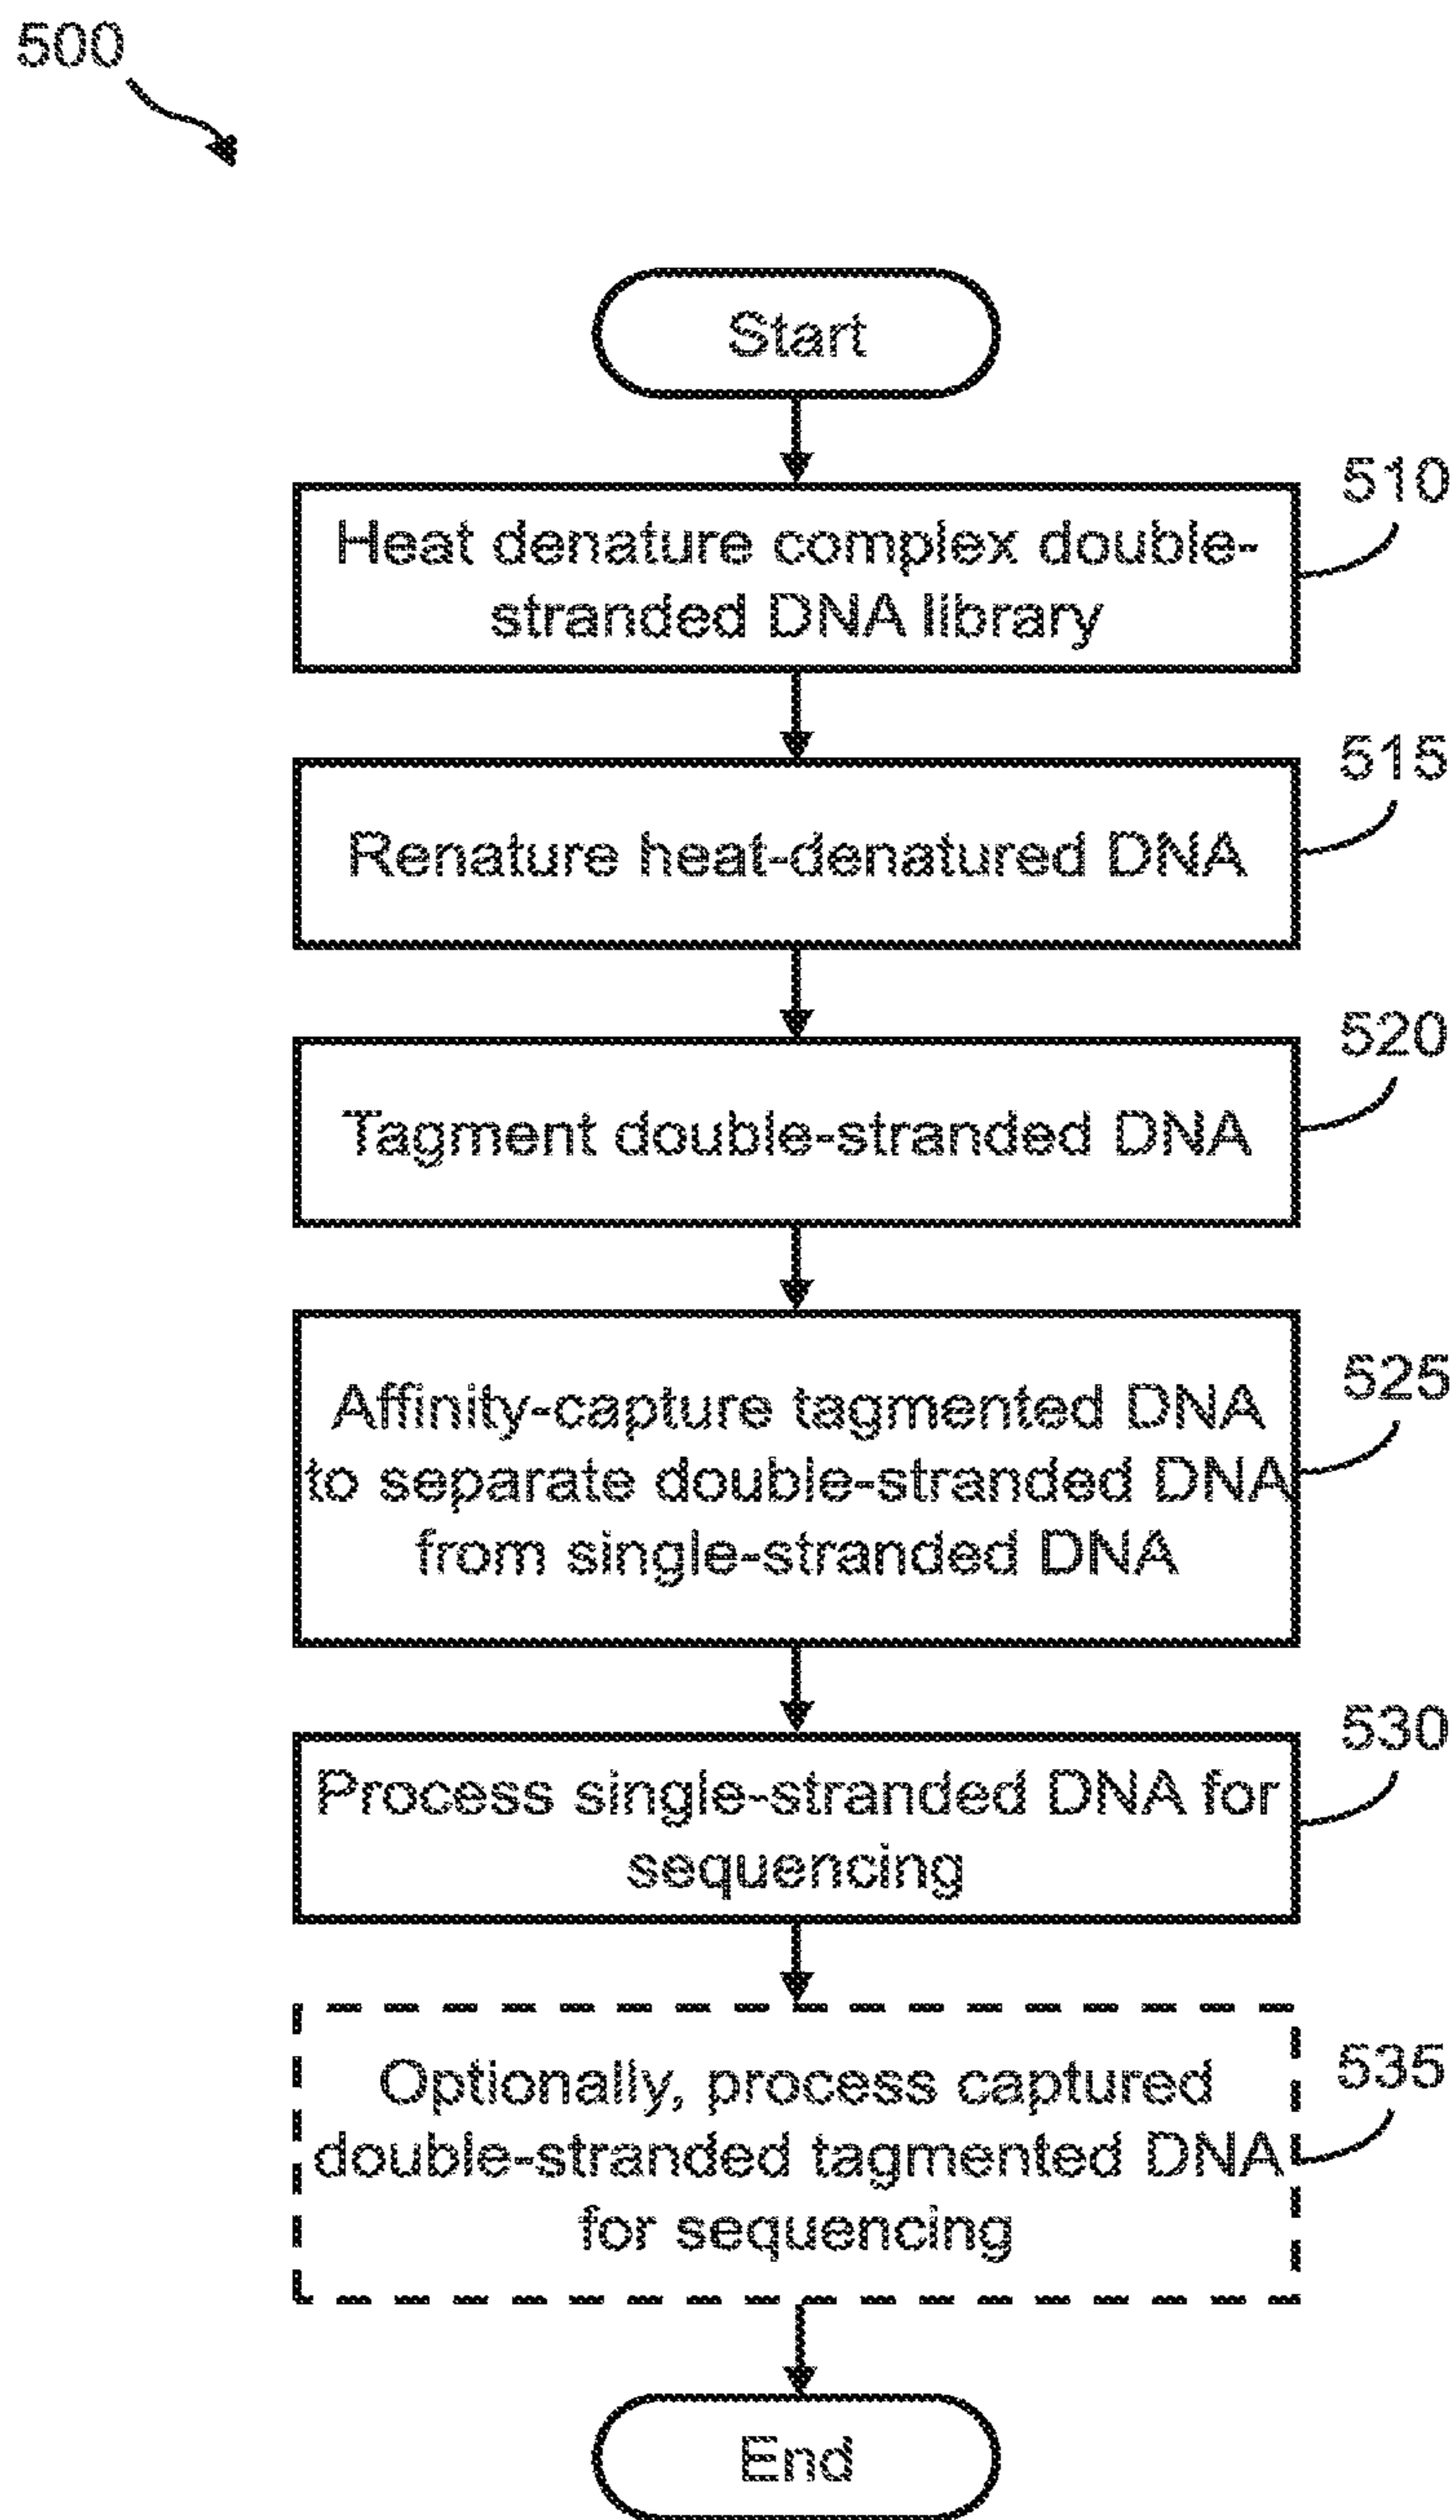 500
Start
510
Heat denature complex double-
stranded DNA library
515
Renature heat-denatured DNA
520
Tagment double-stranded DNA
525
Affinity-capture tagmented DNA
to separate double-stranded DNA
from single-stranded DNA
530
Process single-stranded DNA for
sequencing
535
Optionally, process captured
double-stranded tagmented DNA
for sequencing
End